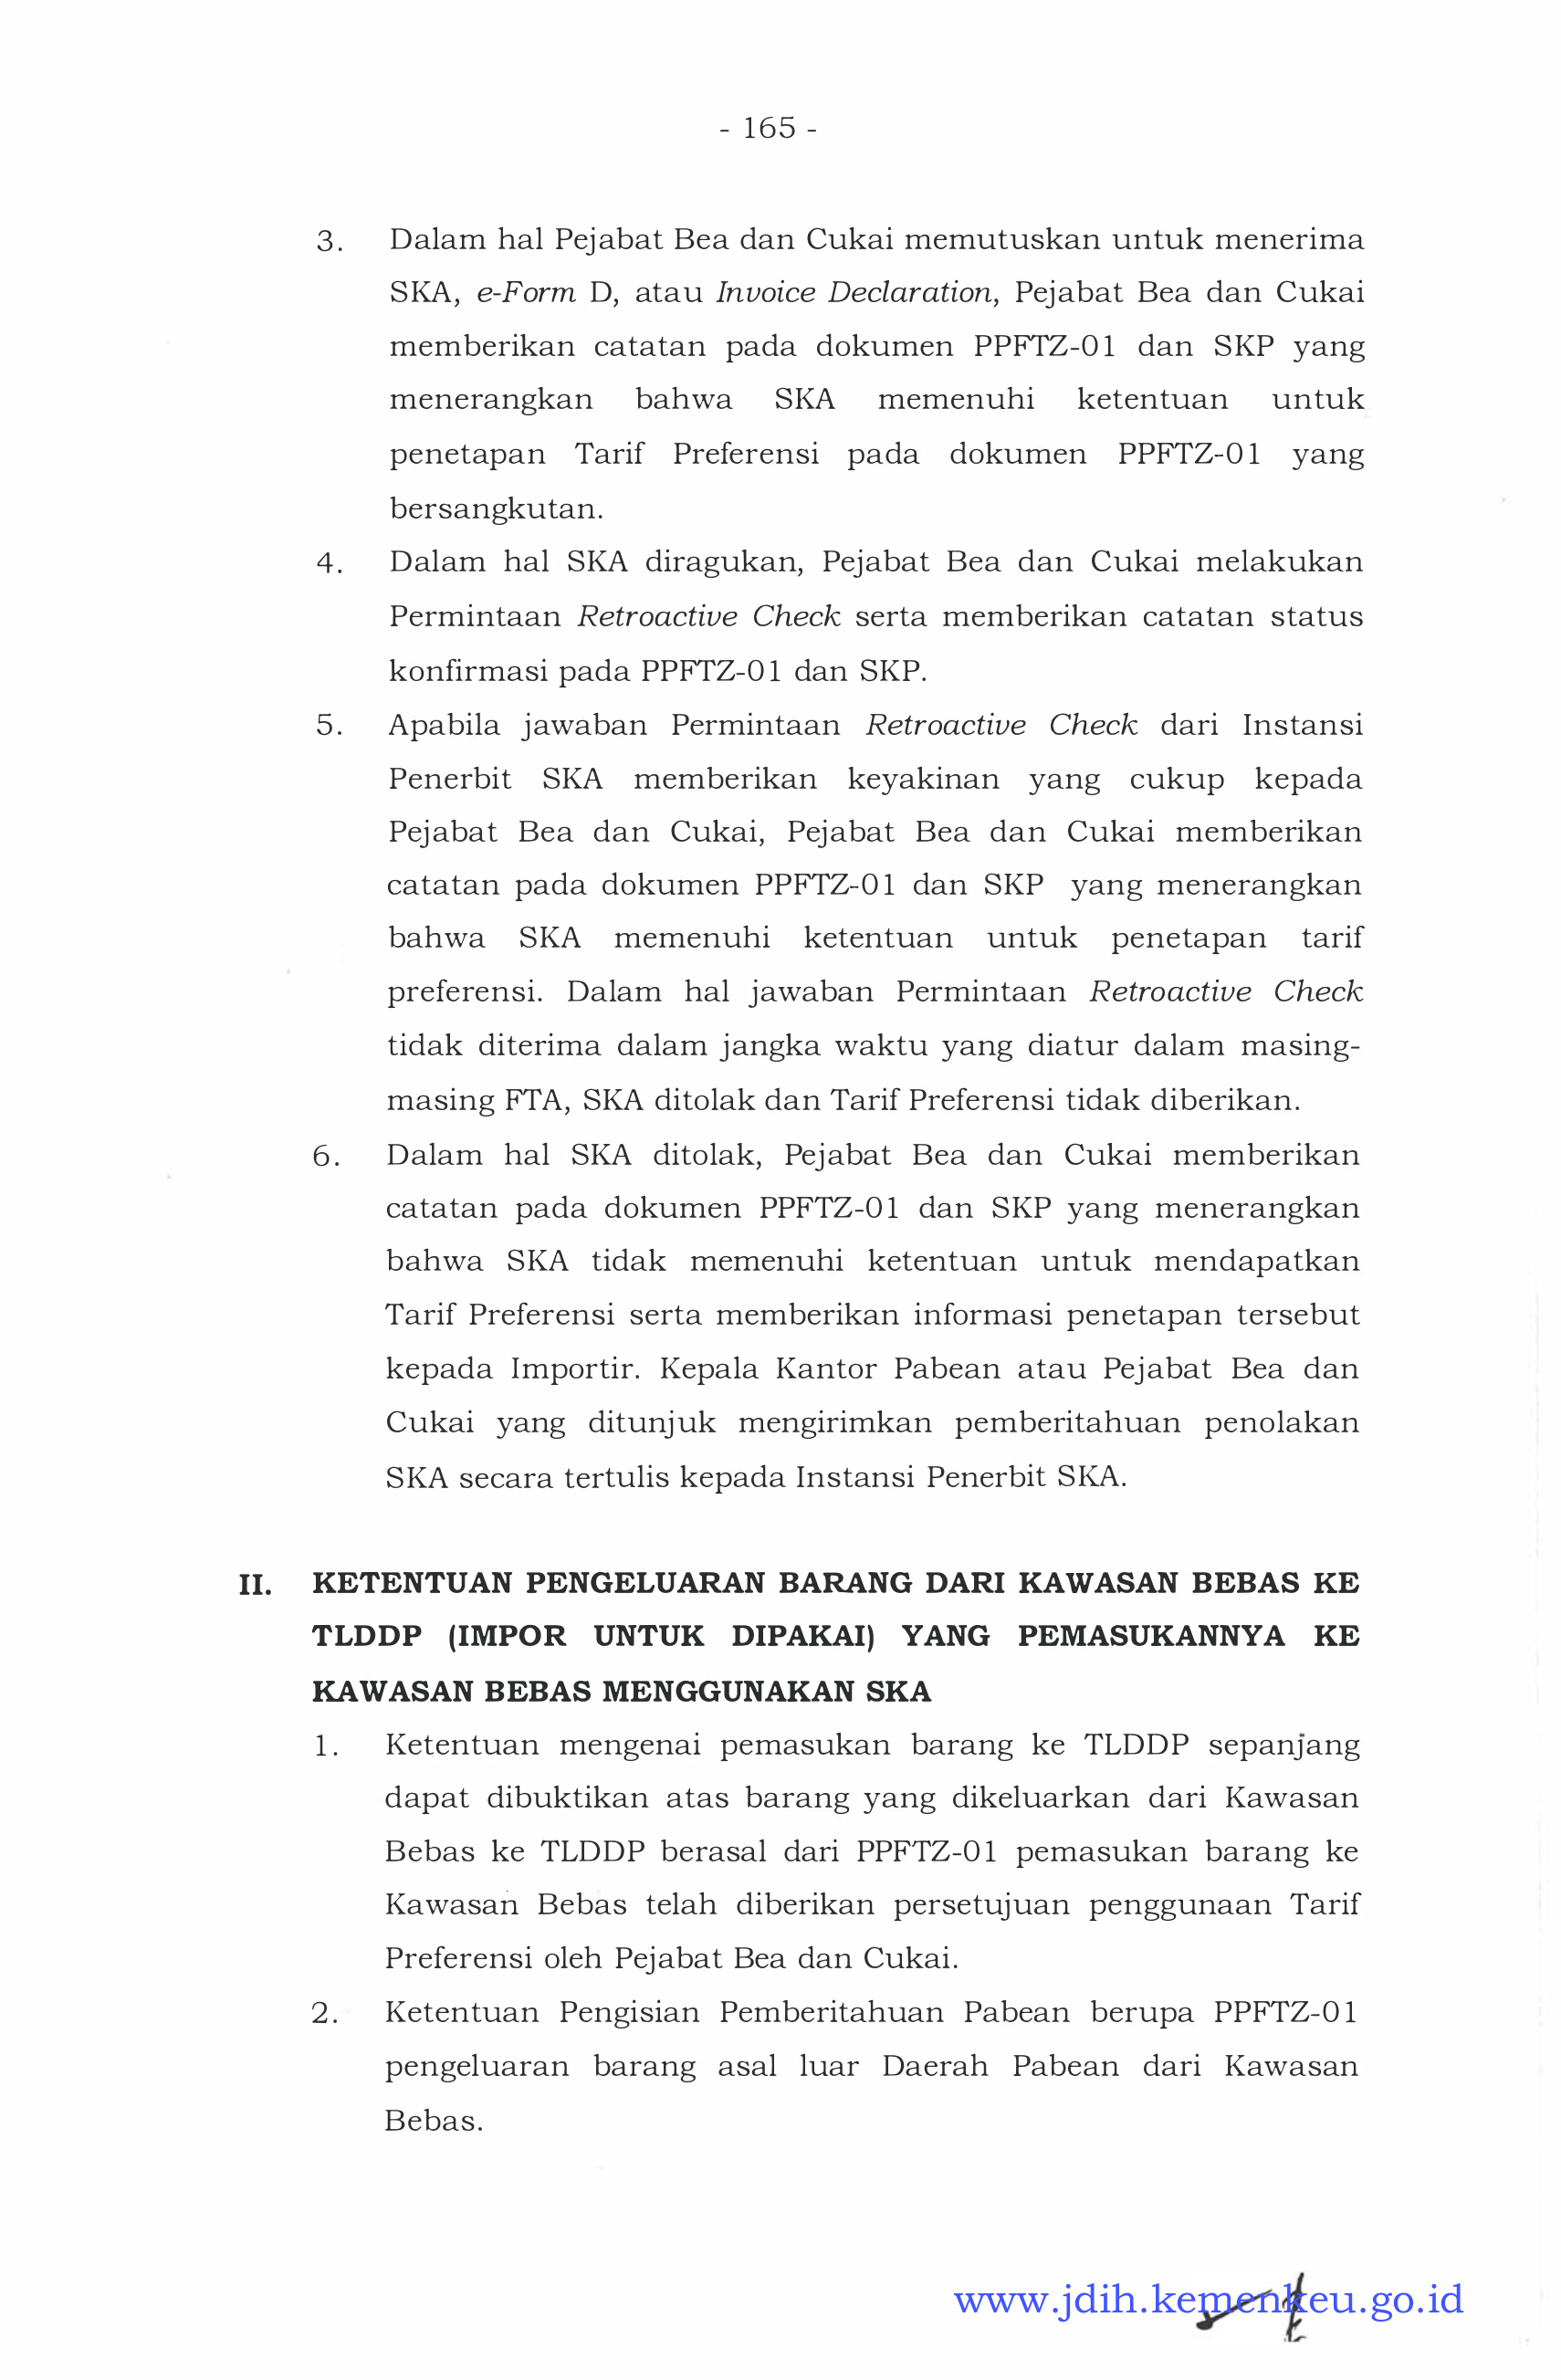 - 165 -
3. Dalam hal Pejabat Bea dan Cukai memutuskan untuk menerima
SKA, e-Form D, atau Invoice Declaration, Pejabat Bea dan Cukai
memberikan catatan pada dokumen PPFTZ-01 dan SKP yang
menerangkan bahwa SKA memenuhi ketentuan untuk
penetapan Tarif Preferensi pada dokumen PPFTZ-01 yang
bersangkutan.
4. Dalam hal SKA diragukan, Pejabat Bea dan Cukai melakukan
Permintaan Retroactive Check serta memberikan catatan status
konfirmasi pada PPFTZ-01 dan SKP.
5. Apabila jawaban Permintaan Retroactive Check dari Instansi
Penerbit SKA memberikan keyakinan yang cukup kepada
Pejabat Bea dan Cukai, Pejabat Bea dan Cukai memberikan
catatan pada dokumen PPFTZ-01 dan SKP yang menerangkan
bahwa SKA memenuhi ketentuan untuk penetapan tarif
preferensi. Dalam hal jawaban Permintaan Retroactive Check
tidak diterima dalam jangka waktu yang diatur dalam masing-
masing FTA, SKA ditolak dan Tarif Preferensi tidak diberikan.
6. Dalam hal SKA ditolak, Pejabat Bea dan Cukai memberikan
catatan pada dokumen PPFTZ-01 dan SKP yang menerangkan
bahwa SKA tidak memenuhi ketentuan untuk mendapatkan
Tarif Preferensi serta memberikan informasi penetapan tersebut
kepada Importir. Kepala Kantor Pabean atau Pejabat Bea dan
Cukai yang ditunjuk mengirimkan pemberitahuan penolakan
SKA secara tertulis kepada Instansi Penerbit SKA.
II. KETENTUAN PENGELUARAN BARANG DARI KAWASAN BEBAS KE
TLDDP (IMPOR UNTUK DIPAKAI) YANG PEMASUKANNYA KE
KAWASAN BEBAS MENGGUNAKAN SKA
1. Ketentuan mengenai pemasukan barang ke TLDDP sepanjang
dapat dibuktikan atas barang yang dikeluarkan dari Kawasan
Bebas ke TLDDP berasal dari PPFTZ-01 pemasukan barang ke
Kawasan Bebas telah diberikan persetujuan penggunaan Tarif
Preferensi oleh Pejabat Bea dan Cukai.
2. Ketentuan Pengisian Pemberitahuan Pabean berupa PPFTZ-01
pengeluaran barang asal luar Daerah Pabean dari Kawasan
Bebas.
www.jdih.kemenkeu.go.id